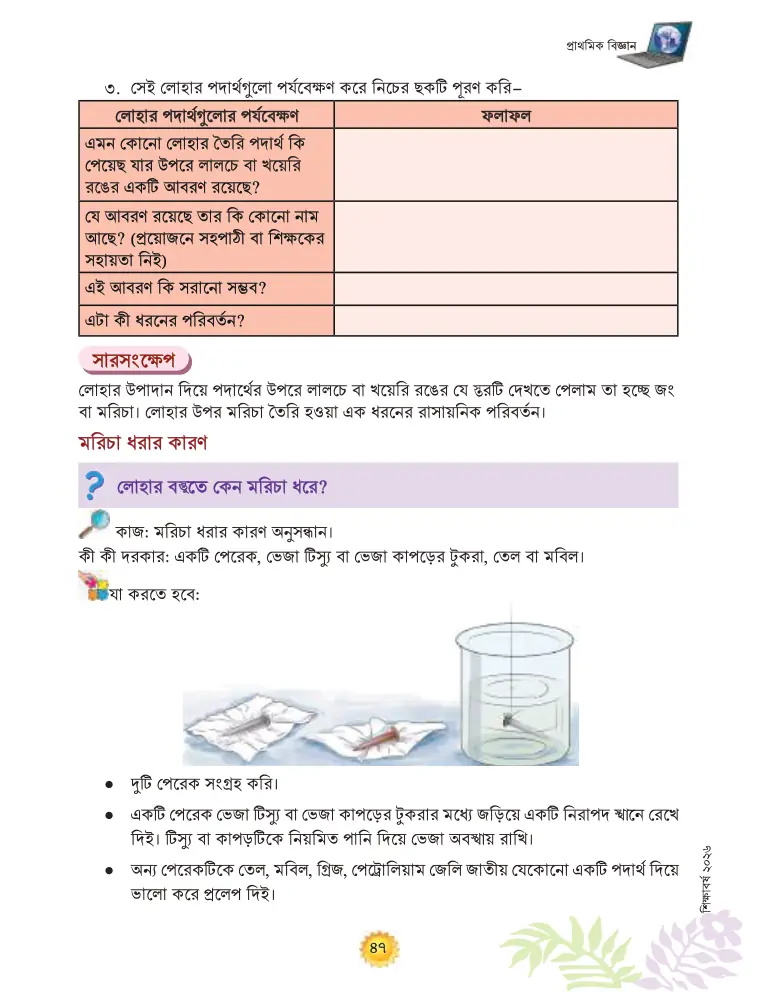 প্রাথমিক বিজ্ঞান
৩. সেই লোহার পদার্থগুলো পর্যবেক্ষণ করে নিচের ছকটি পূরণ করি–
লোহার পদার্থগুলোর পর্যবেক্ষণ
ফলাফল
এমন কোনো লোহার তৈরি পদার্থ কি
পেয়েছ যার উপরে লালচে বা খয়েরি
রঙের একটি আবরণ রয়েছে?
যে আবরণ রয়েছে তার কি কোনো নাম
আছে? (প্রয়োজনে সহপাঠী বা শিক্ষকের
সহায়তা নিই)
এই আবরণ কি সরানো সম্ভব?
এটা কী ধরনের পরিবর্তন?
সারসংক্ষেপ
লোহার উপাদান দিয়ে পদার্থের উপরে লালচে বা খয়েরি রঙের যে স্তরটি দেখতে পেলাম তা হচ্ছে জং
বা মরিচা। লোহার উপর মরিচা তৈরি হওয়া এক ধরনের রাসায়নিক পরিবর্তন।
মরিচা ধরার কারণ
? লোহার বস্তুতে কেন মরিচা ধরে?
কাজ: মরিচা ধরার কারণ অনুসন্ধান।
কী কী দরকার: একটি পেরেক, ভেজা টিস্যু বা ভেজা কাপড়ের টুকরা, তেল বা মবিল।
যা করতে হবে:
● দুটি পেরেক সংগ্রহ করি।
● একটি পেরেক ভেজা টিস্যু বা ভেজা কাপড়ের টুকরার মধ্যে জড়িয়ে একটি নিরাপদ স্থানে রেখে
দিই। টিস্যু বা কাপড়টিকে নিয়মিত পানি দিয়ে ভেজা অবস্থায় রাখি।
● অন্য পেরেকটিকে তেল, মবিল, গ্রিজ, পেট্রোলিয়াম জেলি জাতীয় যেকোনো একটি পদার্থ দিয়ে
ভালো করে প্রলেপ দিই।
শিক্ষাবর্ষ ২০২৬
৪৭